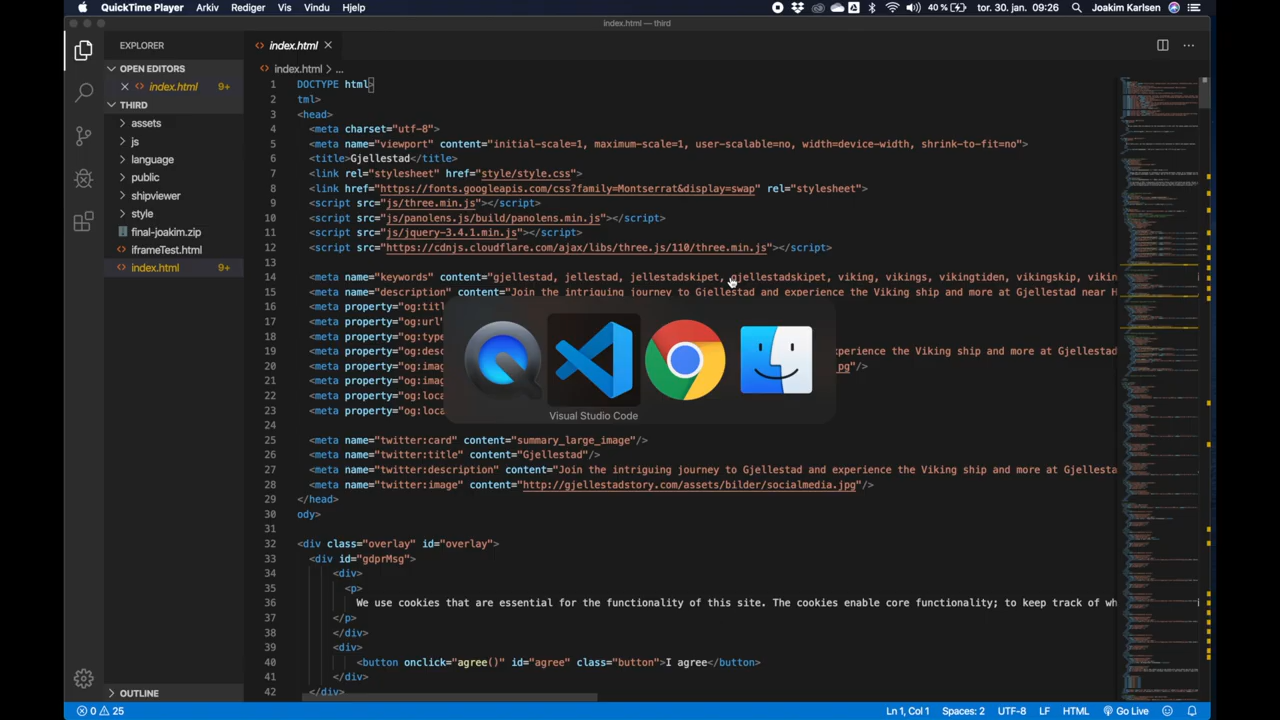 QuickTime Player Arkiv Rediger Vis Vindu Hjelp 40 % tor. 30. jan. 09:26 Joakim Karlsen
index.html — third
EXPLORER
OPEN EDITORS
index.html 9+
THIRD
assets
js
language
public
shipviewer
style
final-joakim.zip
iframeTest.html
index.html 9+
OUTLINE
index.html
index.html › ...
1 DOCTYPE html>
2 tml>
3 <head>
4 <meta charset="utf-8">
5 <meta name="viewport" content="initial-scale=1, maximum-scale=1, user-scalable=no, width=device-width, shrink-to-fit=no">
6 <title>Gjellestad</title>
7 <link rel="stylesheet" href="style/style.css">
8 <link href="https://fonts.googleapis.com/css?family=Montserrat&display=swap" rel="stylesheet">
9 <script src="js/three.min.js"></script>
10 <script src="js/panolens.js/build/panolens.min.js"></script>
11 <script src="js/jquery-3.4.1.min.js"></script>
12 <script src="https://cdnjs.cloudflare.com/ajax/libs/three.js/110/three.min.js"></script>
13
14 <meta name="keywords" content="gjellestad, jellestad, jellestadskipet, gjellestadskipet, viking, vikings, vikingtiden, vikingskip, vikin
15 <meta name="description" content="Join the intriguing journey to Gjellestad and experience the Viking ship and more at Gjellestad near H
16 <meta property="og:titl
17 <meta property="og:url"
18 <meta property="og:
19 <meta property="og:des xperience the Viking ship and more at Gjellestad
20 <meta property="og:imag pg"/>
21 <meta property="og:imag
22 <meta property="og:loca
23 <meta property="og:loca
24
25 <meta name="twitter:card" content="summary_large_image"/>
26 <meta name="twitter:title" content="Gjellestad"/>
27 <meta name="twitter:description" content="Join the intriguing journey to Gjellestad and experience the Viking ship and more at Gjellesta
28 <meta name="twitter:image" content="http://gjellestadstory.com/assets/bilder/socialmedia.jpg"/>
29 </head>
30 ody>
31
32 <div class="overlay" id="overlay">
33 <div id="gdprMsg">
34 <div>
35 <p>
36 We use cookies that are essential for the functionality of this site. The cookies enable core functionality; to keep track of wh
37 </p>
38 </div>
39 <div>
40 <button onclick="agree()" id="agree" class="button">I agree</button>
41 </div>
42 </div>
Visual Studio Code
0 25 Ln 1, Col 1 Spaces: 2 UTF-8 LF HTML Go Live